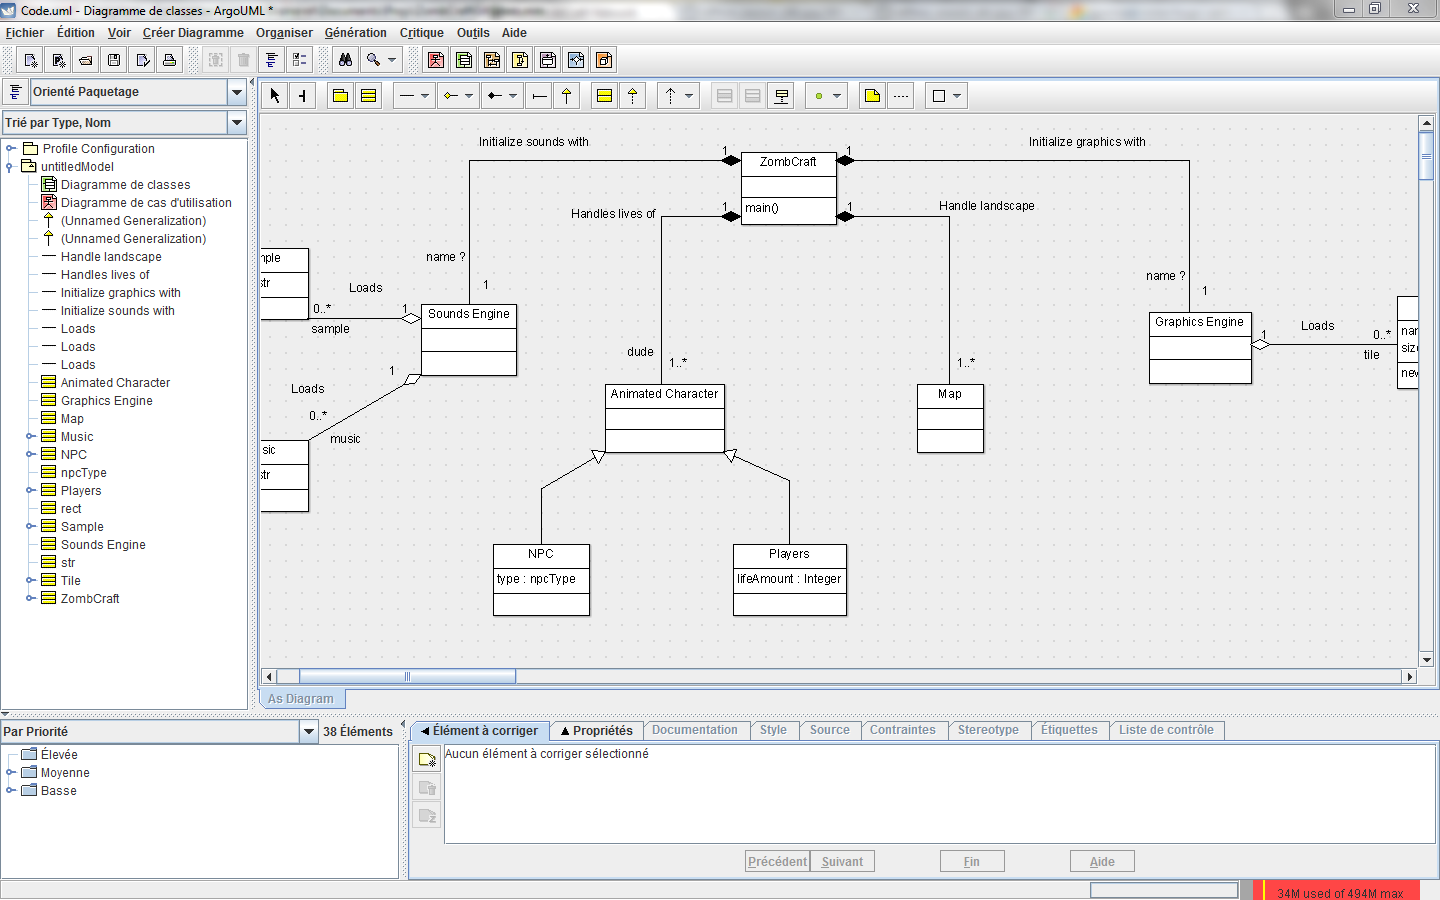 Code.uml - Diagramme de classes - ArgoUML *
Fichier Édition Voir Créer Diagramme Organiser Génération Critique Outils Aide
Orienté Paquetage
Trié par Type, Nom
Profile Configuration
untitledModel
Diagramme de classes
Diagramme de cas d'utilisation
(Unnamed Generalization)
(Unnamed Generalization)
Handle landscape
Handles lives of
Initialize graphics with
Initialize sounds with
Loads
Loads
Loads
Animated Character
Graphics Engine
Map
Music
NPC
npcType
Players
rect
Sample
Sounds Engine
str
Tile
ZombCraft
Initialize sounds with
1
ZombCraft
main()
1
Initialize graphics with
Handles lives of
1
1
Handle landscape
name ?
1
name ?
1
mple
str
Loads
0..*
1
sample
Sounds Engine
Graphics Engine
1
Loads
0..*
tile
nar
size
new
dude
1..*
1..*
1
Loads
0..*
music
sic
str
Animated Character
Map
NPC
type : npcType
Players
lifeAmount : Integer
As Diagram
Par Priorité
38 Éléments
Élevée
Moyenne
Basse
Élément à corriger Propriétés Documentation Style Source Contraintes Stereotype Étiquettes Liste de contrôle
Aucun élément à corriger sélectionné
Précédent Suivant Fin Aide
34M used of 494M max